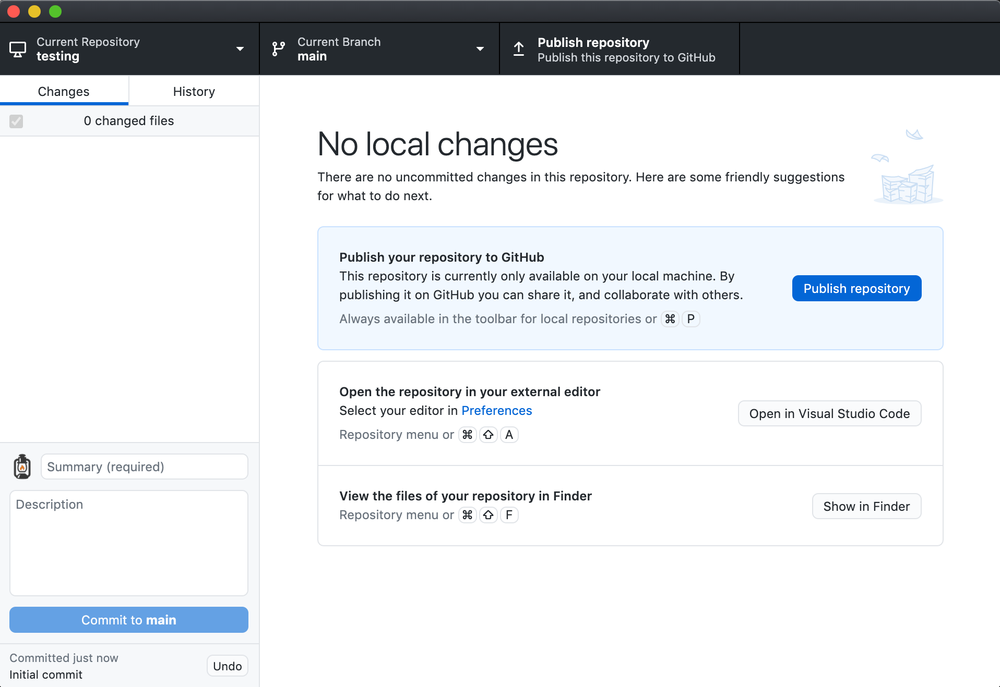 Current Repository
testing
Current Branch
main
Publish repository
Publish this repository to GitHub
Changes
History
0 changed files
No local changes
There are no uncommitted changes in this repository. Here are some friendly suggestions
for what to do next.
Publish your repository to GitHub
This repository is currently only available on your local machine. By
publishing it on GitHub you can share it, and collaborate with others.
Always available in the toolbar for local repositories or ⌘ P
Publish repository
Open the repository in your external editor
Select your editor in Preferences
Repository menu or ⌘ ⇧ A
Open in Visual Studio Code
View the files of your repository in Finder
Repository menu or ⌘ ⇧ F
Show in Finder
Summary (required)
Description
Commit to main
Committed just now
Initial commit
Undo